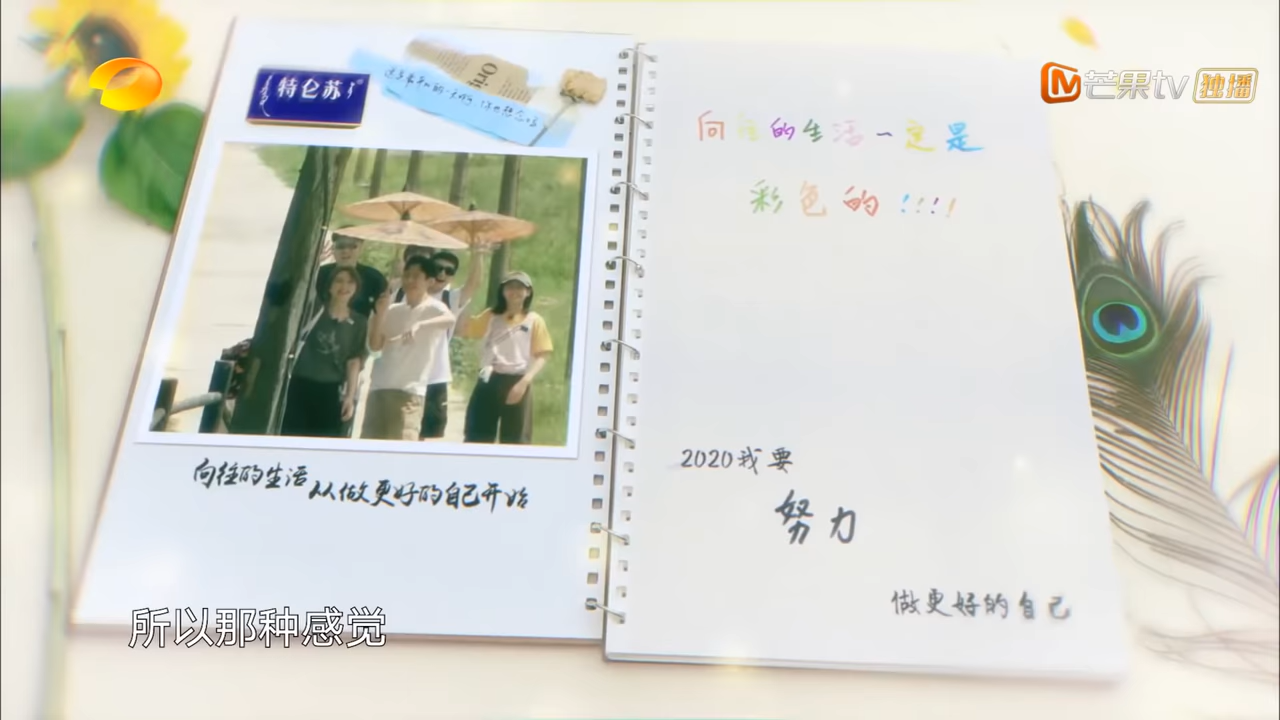 芒果tv 独播
特仑苏
Ori
向往的生活
从做更好的自己开始
向往的生活一定是
彩色的!!!!
2020我要
努力
做更好的自己
所以那种感觉